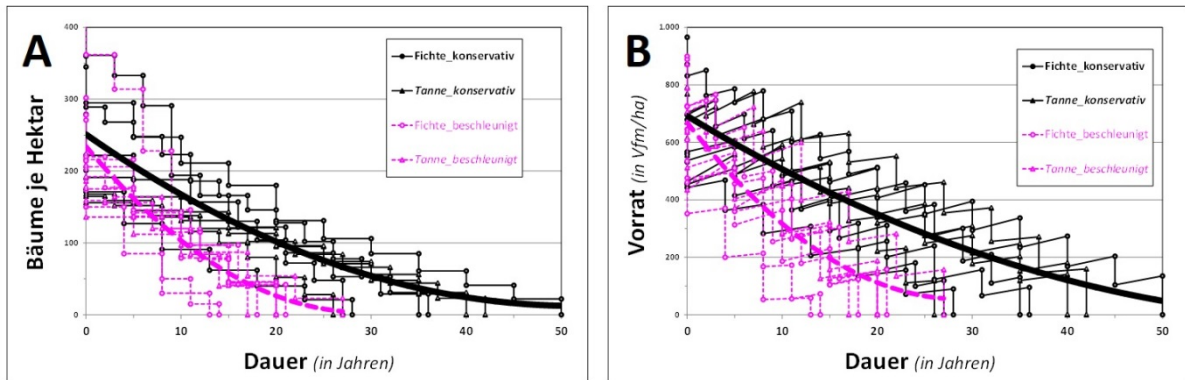 A
Bäume je Hektar
400
300
200
100
0
Fichte_konservativ
Tanne_konservativ
Fichte_beschleunigt
Tanne_beschleunigt
0 10 20 30 40 50
Dauer (in Jahren)
B
Vorrat (in Vfm/ha)
1.000
800
600
400
200
0
Fichte_konservativ
Tanne_konservativ
Fichte_beschleunigt
Tanne_beschleunigt
0 10 20 30 40 50
Dauer (in Jahren)